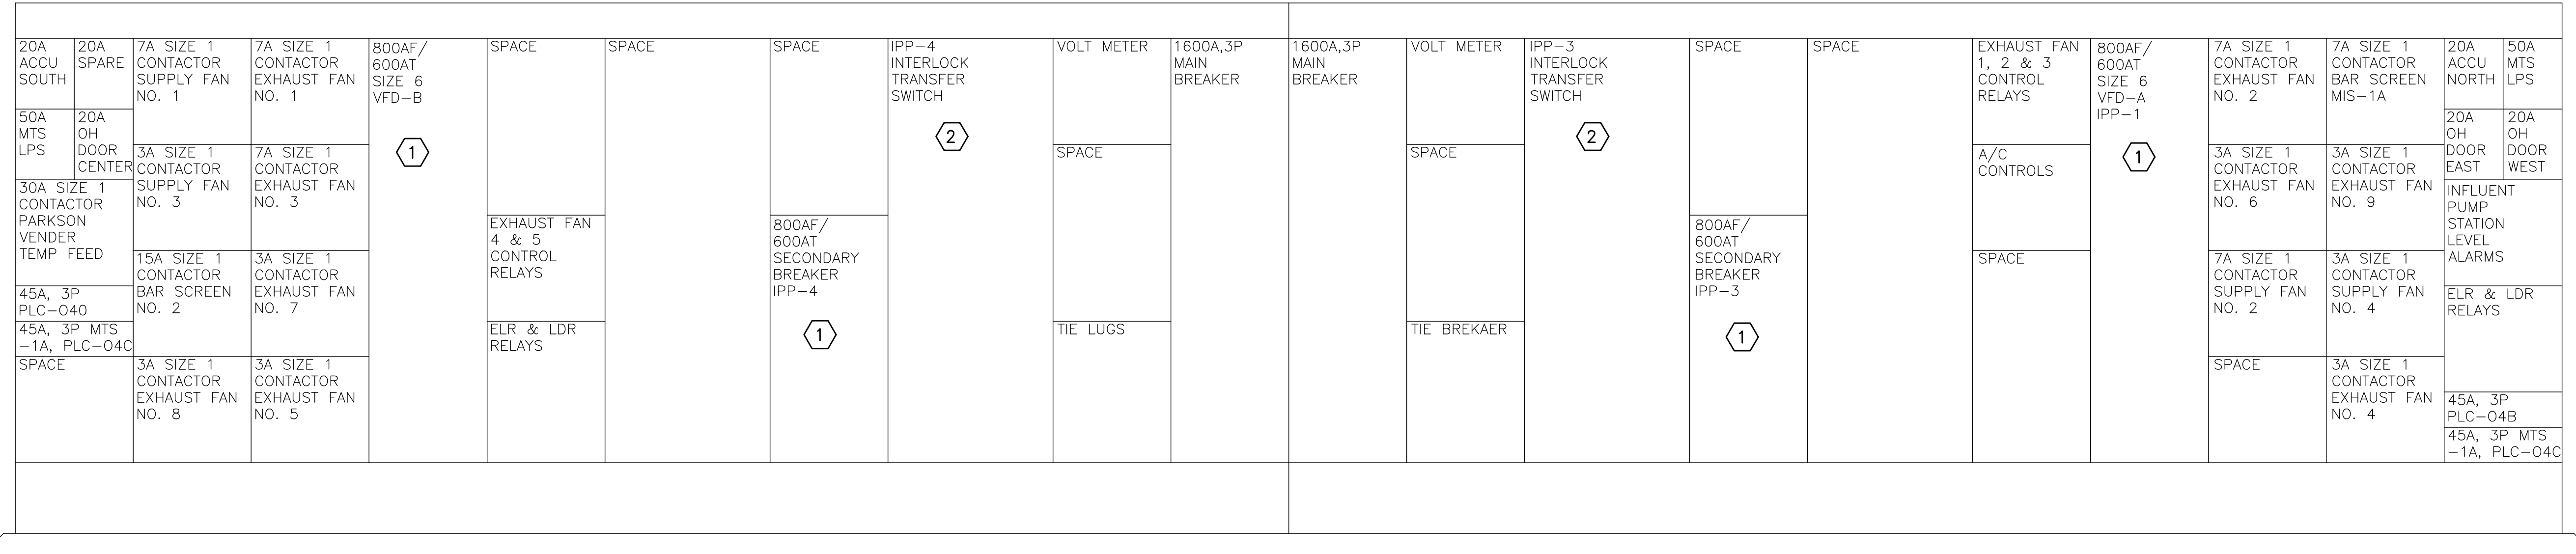 20A
ACCU
SOUTH
20A
SPARE
50A
MTS
LPS
20A
OH
DOOR
CENTER
30A SIZE 1
CONTACTOR
PARKSON
VENDER
TEMP FEED
45A, 3P
PLC-040
45A, 3P MTS
-1A, PLC-04C
SPACE
7A SIZE 1
CONTACTOR
SUPPLY FAN
NO. 1
3A SIZE 1
CONTACTOR
SUPPLY FAN
NO. 3
15A SIZE 1
CONTACTOR
BAR SCREEN
NO. 2
3A SIZE 1
CONTACTOR
EXHAUST FAN
NO. 8
7A SIZE 1
CONTACTOR
EXHAUST FAN
NO. 1
7A SIZE 1
CONTACTOR
EXHAUST FAN
NO. 3
3A SIZE 1
CONTACTOR
EXHAUST FAN
NO. 7
3A SIZE 1
CONTACTOR
EXHAUST FAN
NO. 5
800AF/
600AT
SIZE 6
VFD-B
1
SPACE
EXHAUST FAN
4 & 5
CONTROL
RELAYS
ELR & LDR
RELAYS
SPACE
SPACE
800AF/
600AT
SECONDARY
BREAKER
IPP-4
1
IPP-4
INTERLOCK
TRANSFER
SWITCH
2
VOLT METER
SPACE
TIE LUGS
1600A,3P
MAIN
BREAKER
1600A,3P
MAIN
BREAKER
VOLT METER
SPACE
TIE BREKAER
IPP-3
INTERLOCK
TRANSFER
SWITCH
2
SPACE
800AF/
600AT
SECONDARY
BREAKER
IPP-3
1
SPACE
EXHAUST FAN
1, 2 & 3
CONTROL
RELAYS
A/C
CONTROLS
SPACE
800AF/
600AT
SIZE 6
VFD-A
IPP-1
1
7A SIZE 1
CONTACTOR
EXHAUST FAN
NO. 2
3A SIZE 1
CONTACTOR
EXHAUST FAN
NO. 6
7A SIZE 1
CONTACTOR
SUPPLY FAN
NO. 2
SPACE
7A SIZE 1
CONTACTOR
BAR SCREEN
MIS-1A
3A SIZE 1
CONTACTOR
EXHAUST FAN
NO. 9
3A SIZE 1
CONTACTOR
SUPPLY FAN
NO. 4
3A SIZE 1
CONTACTOR
EXHAUST FAN
NO. 4
20A
ACCU
NORTH
50A
MTS
LPS
20A
OH
DOOR
EAST
20A
OH
DOOR
WEST
INFLUENT
PUMP
STATION
LEVEL
ALARMS
ELR & LDR
RELAYS
45A, 3P
PLC-04B
45A, 3P MTS
-1A, PLC-04C